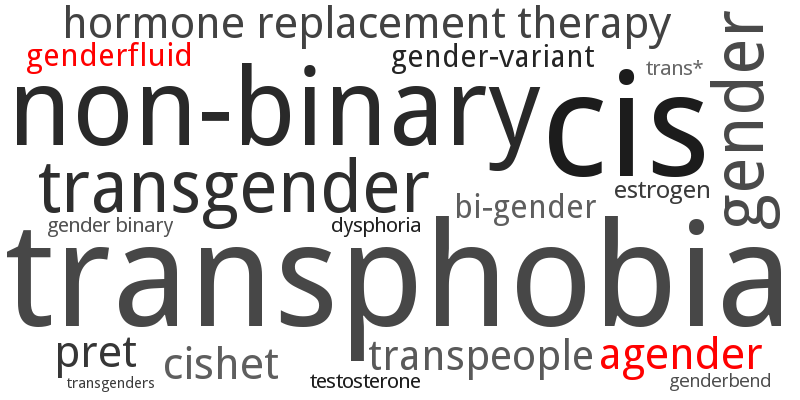 hormone replacement therapy
genderfluid
gender-variant
trans*
gender
non-binary
cis
transgender
estrogen
bi-gender
gender binary
dysphoria
transphobia
pret
cishet
transpeople
agender
transgenders
testosterone
genderbend